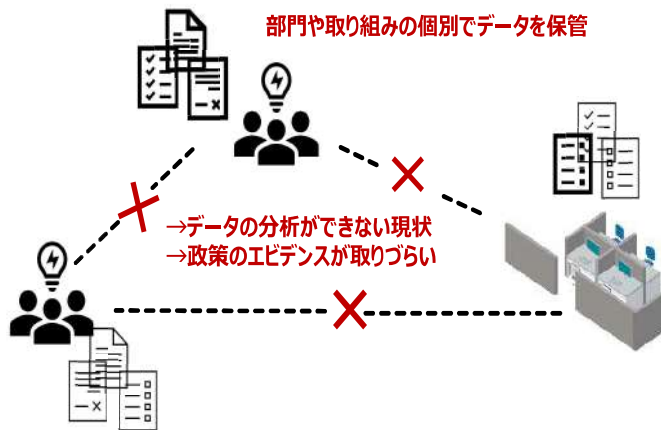 部門や取り組みの個別でデータを保管
→データの分析ができない現状
→政策のエビデンスが取りづらい